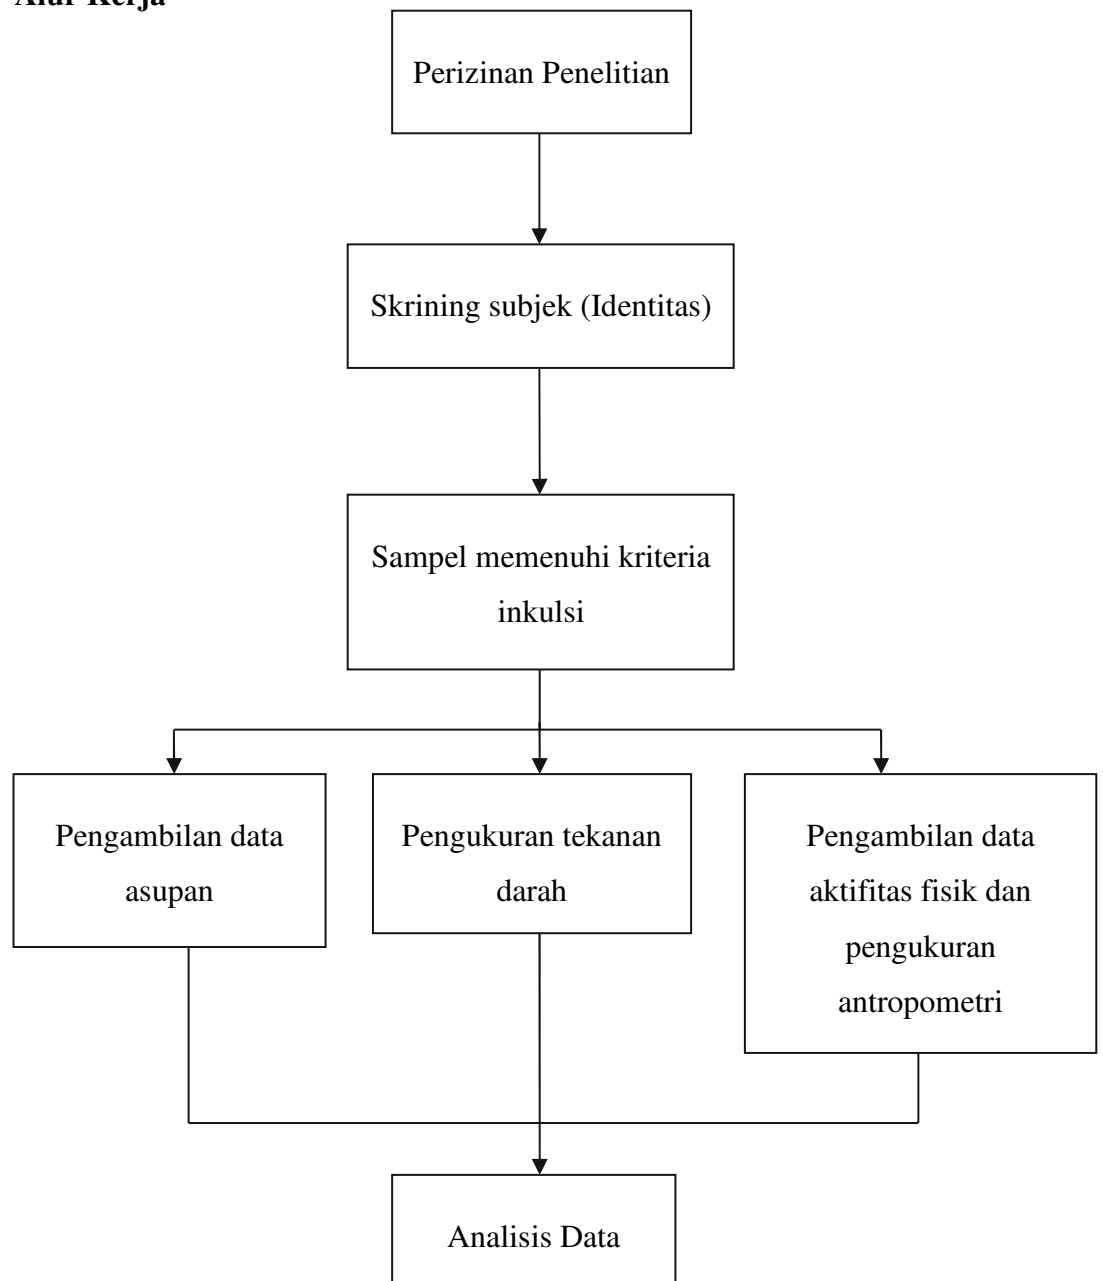 Alur Kerja
Perizinan Penelitian
Skrining subjek (Identitas)
Sampel memenuhi kriteria
inkulsi
Pengambilan data
asupan
Pengukuran tekanan
darah
Pengambilan data
aktifitas fisik dan
pengukuran
antropometri
Analisis Data